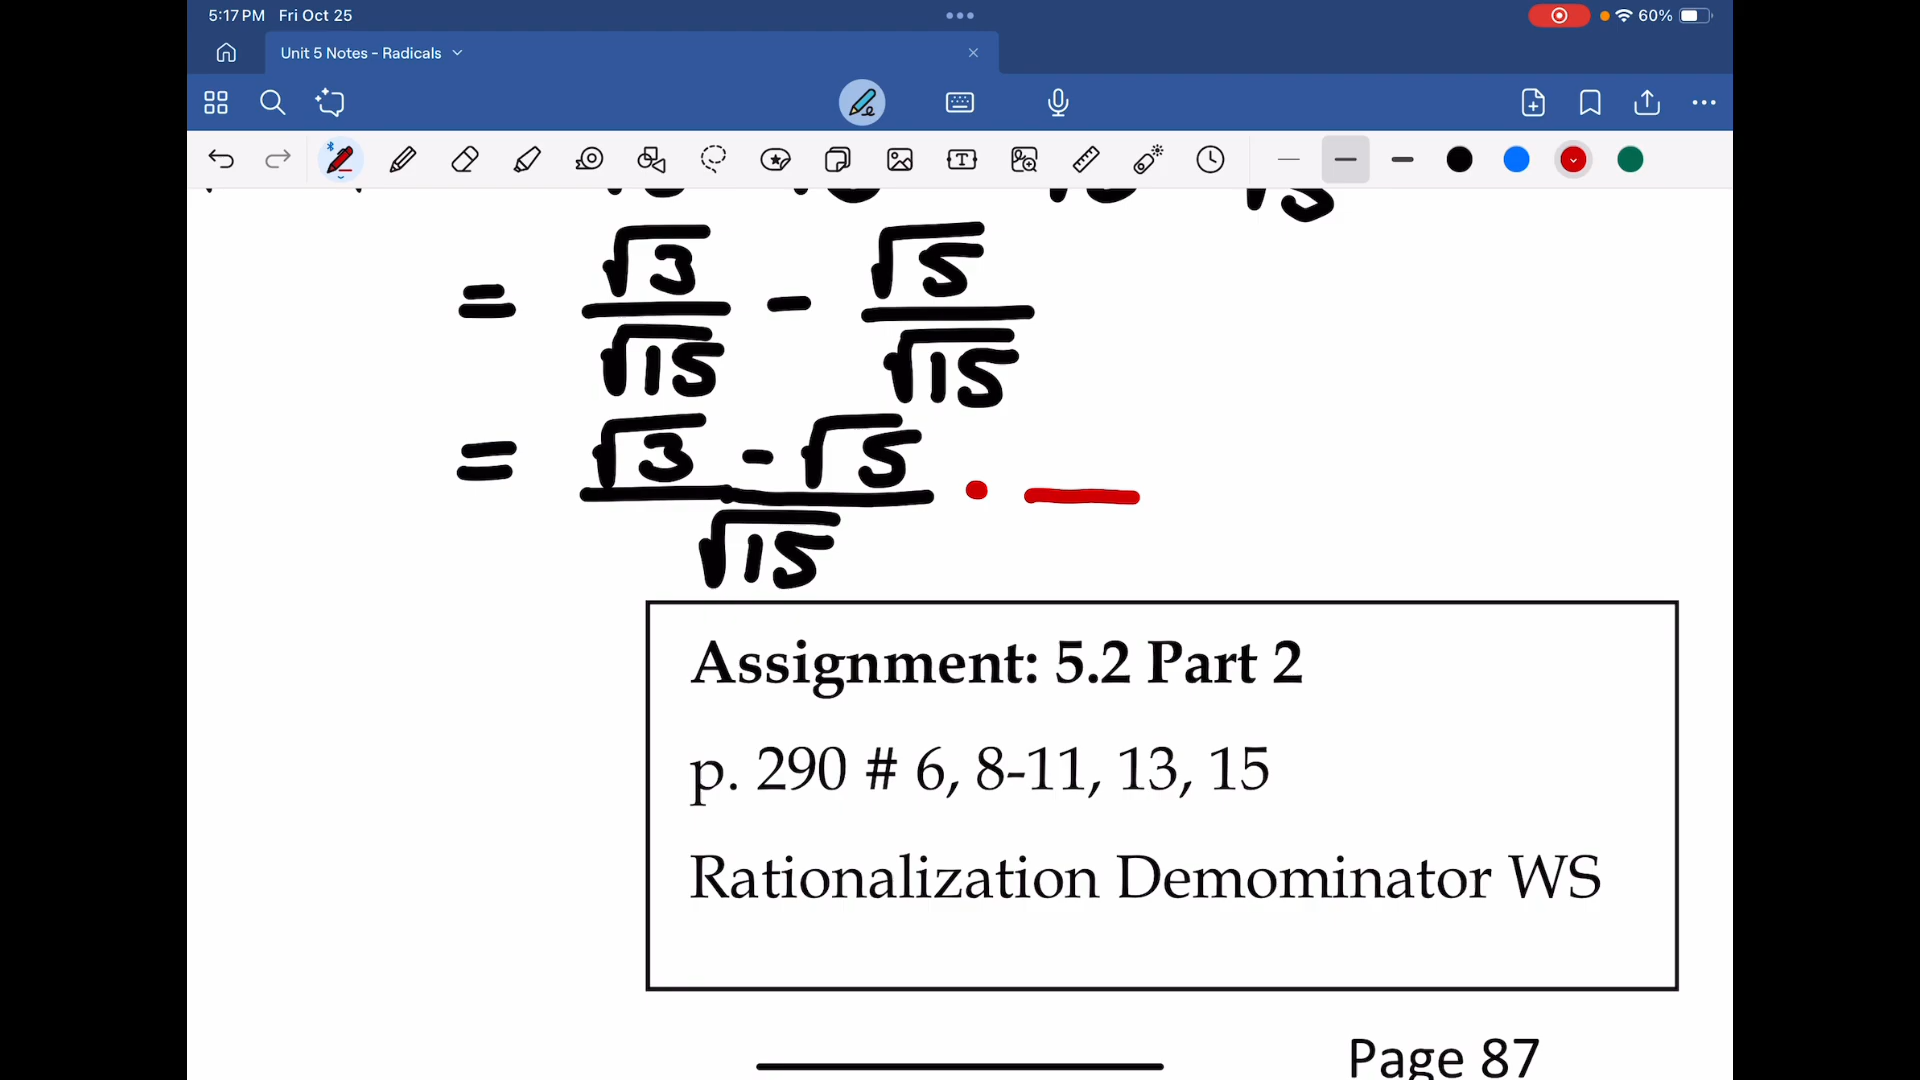 5:17 PM Fri Oct 25
60%
Unit 5 Notes - Radicals
= √3/√15 - √5/√15
= (√3 - √5)/√15 ·
Assignment: 5.2 Part 2
p. 290 # 6, 8-11, 13, 15
Rationalization Demominator WS
Page 87